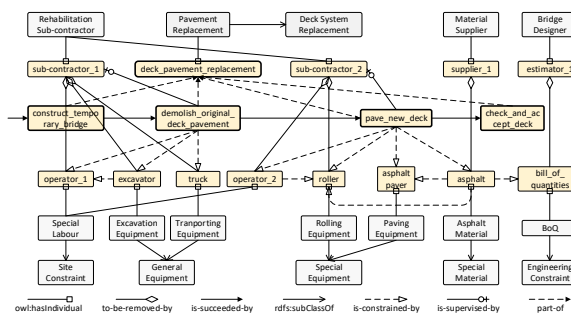 Rehabilitation
Sub-contractor
Pavement
Replacement
Deck System
Replacement
Material
Supplier
Bridge
Designer
sub-contractor_1
deck_pavement_replacement
sub-contractor_2
supplier_1
estimator_1
construct_tempo
rary_bridge
demolish_original_
deck_pavement
pave_new_deck
check_and_ac
cept_deck
operator_1
excavator
truck
operator_2
roller
asphalt
paver
asphalt
bill_of_
quantities
Special
Labour
Excavation
Equipment
Tranporting
Equipment
Rolling
Equipment
Paving
Equipment
Asphalt
Material
BoQ
Site
Constraint
General
Equipment
Special
Equipment
Special
Material
Engineering
Constraint
owl:hasIndividual
to-be-removed-by
is-succeeded-by
rdfs:subClassOf
is-constrained-by
is-supervised-by
part-of